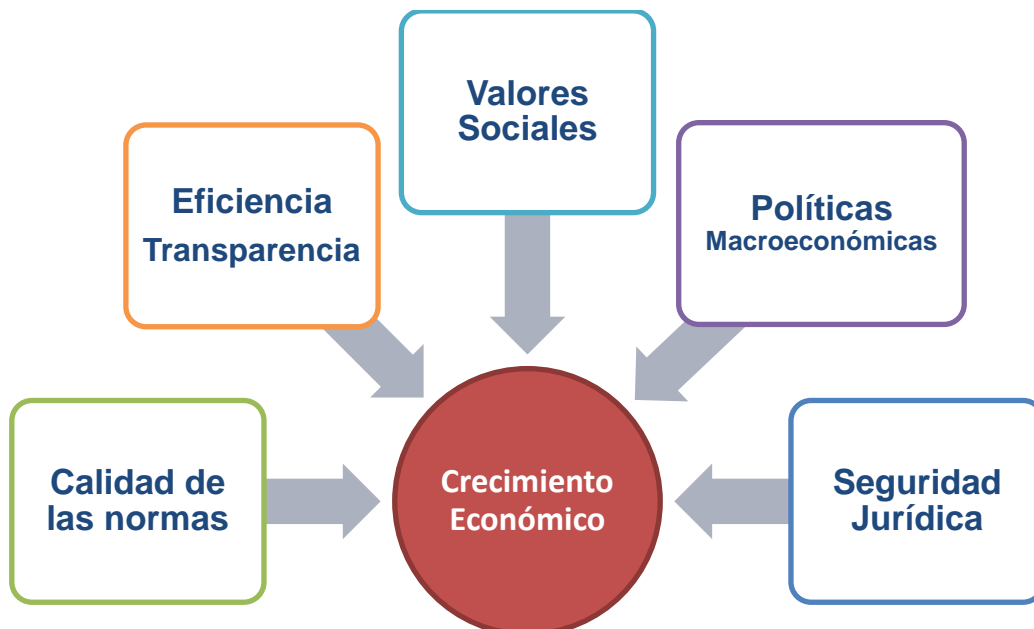 Valores
Sociales
Eficiencia
Transparencia
Políticas
Macroeconómicas
Calidad de
las normas
Crecimiento
Económico
Seguridad
Jurídica